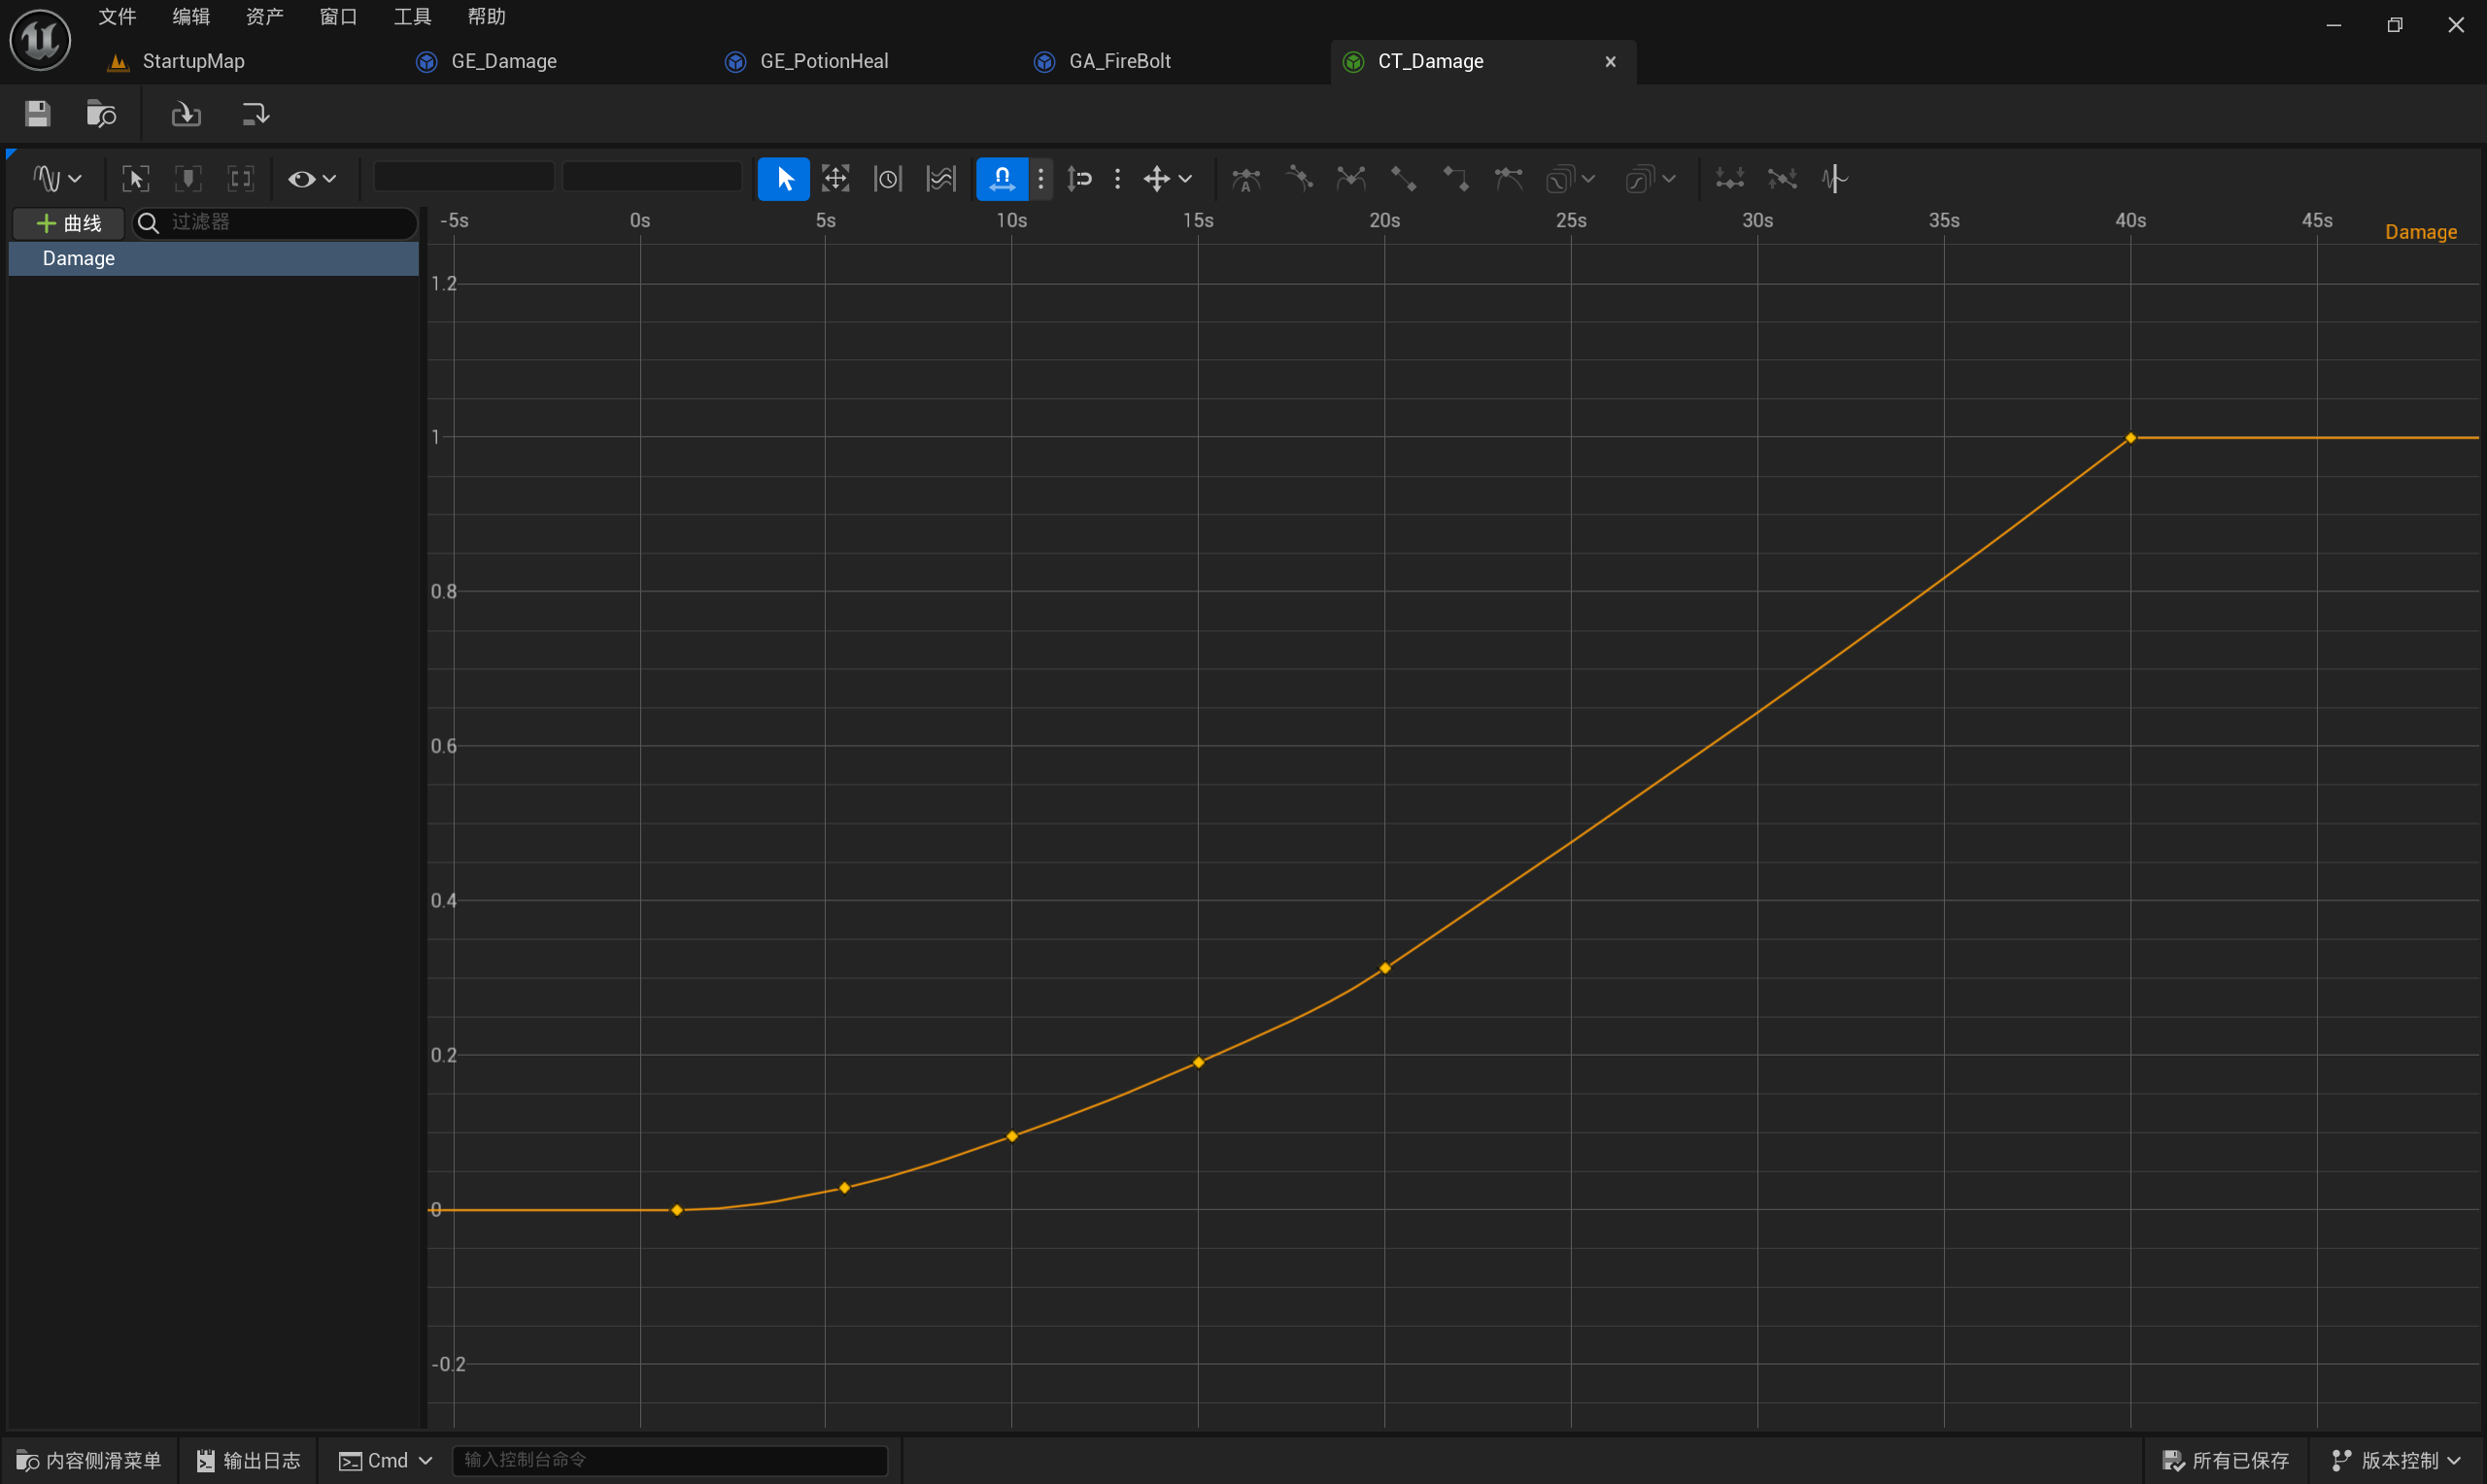 文件 编辑 资产 窗口 工具 帮助
StartupMap GE_Damage GE_PotionHeal GA_FireBolt CT_Damage
曲线 过滤器
-5s 0s 5s 10s 15s 20s 25s 30s 35s 40s 45s
Damage
Damage
1.2
1
0.8
0.6
0.4
0.2
0
-0.2
内容侧滑菜单 输出日志 Cmd 输入控制台命令 所有已保存 版本控制